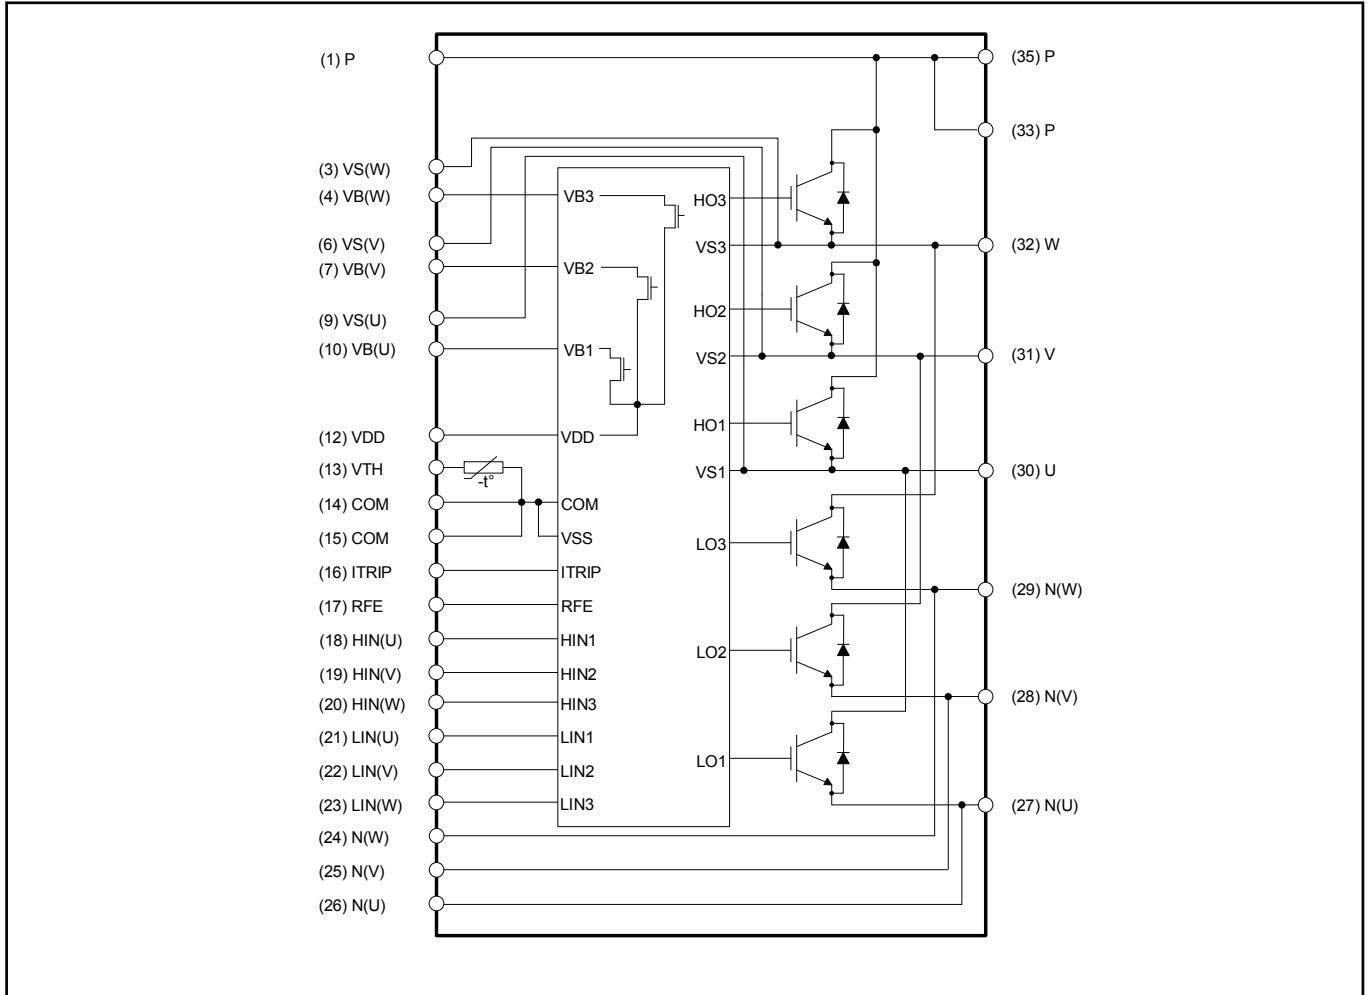 (1) P
(3) VS(W)
(4) VB(W)
(6) VS(V)
(7) VB(V)
(9) VS(U)
(10) VB(U)
(12) VDD
(13) VTH
(14) COM
(15) COM
(16) ITRIP
(17) RFE
(18) HIN(U)
(19) HIN(V)
(20) HIN(W)
(21) LIN(U)
(22) LIN(V)
(23) LIN(W)
(24) N(W)
(25) N(V)
(26) N(U)
-t°
VB3
VB2
VB1
VDD
COM
VSS
ITRIP
RFE
HIN1
HIN2
HIN3
LIN1
LIN2
LIN3
HO3
VS3
HO2
VS2
HO1
VS1
LO3
LO2
LO1
(35) P
(33) P
(32) W
(31) V
(30) U
(29) N(W)
(28) N(V)
(27) N(U)